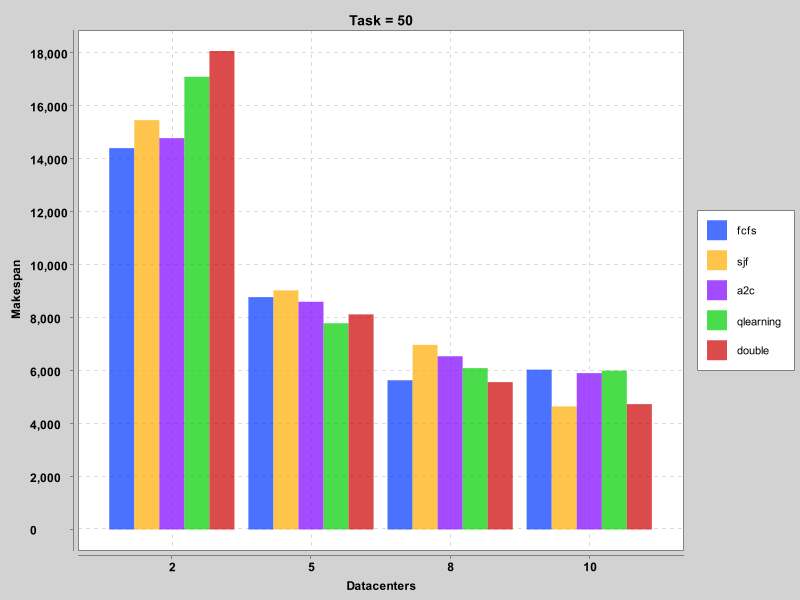 Task = 50
18,000
16,000
14,000
12,000
10,000
8,000
6,000
4,000
2,000
0
Makespan
2 5 8 10
Datacenters
fcfs
sjf
a2c
qlearning
double